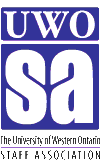 UWO
sa
The University of Western Ontario
STAFF ASSOCIATION